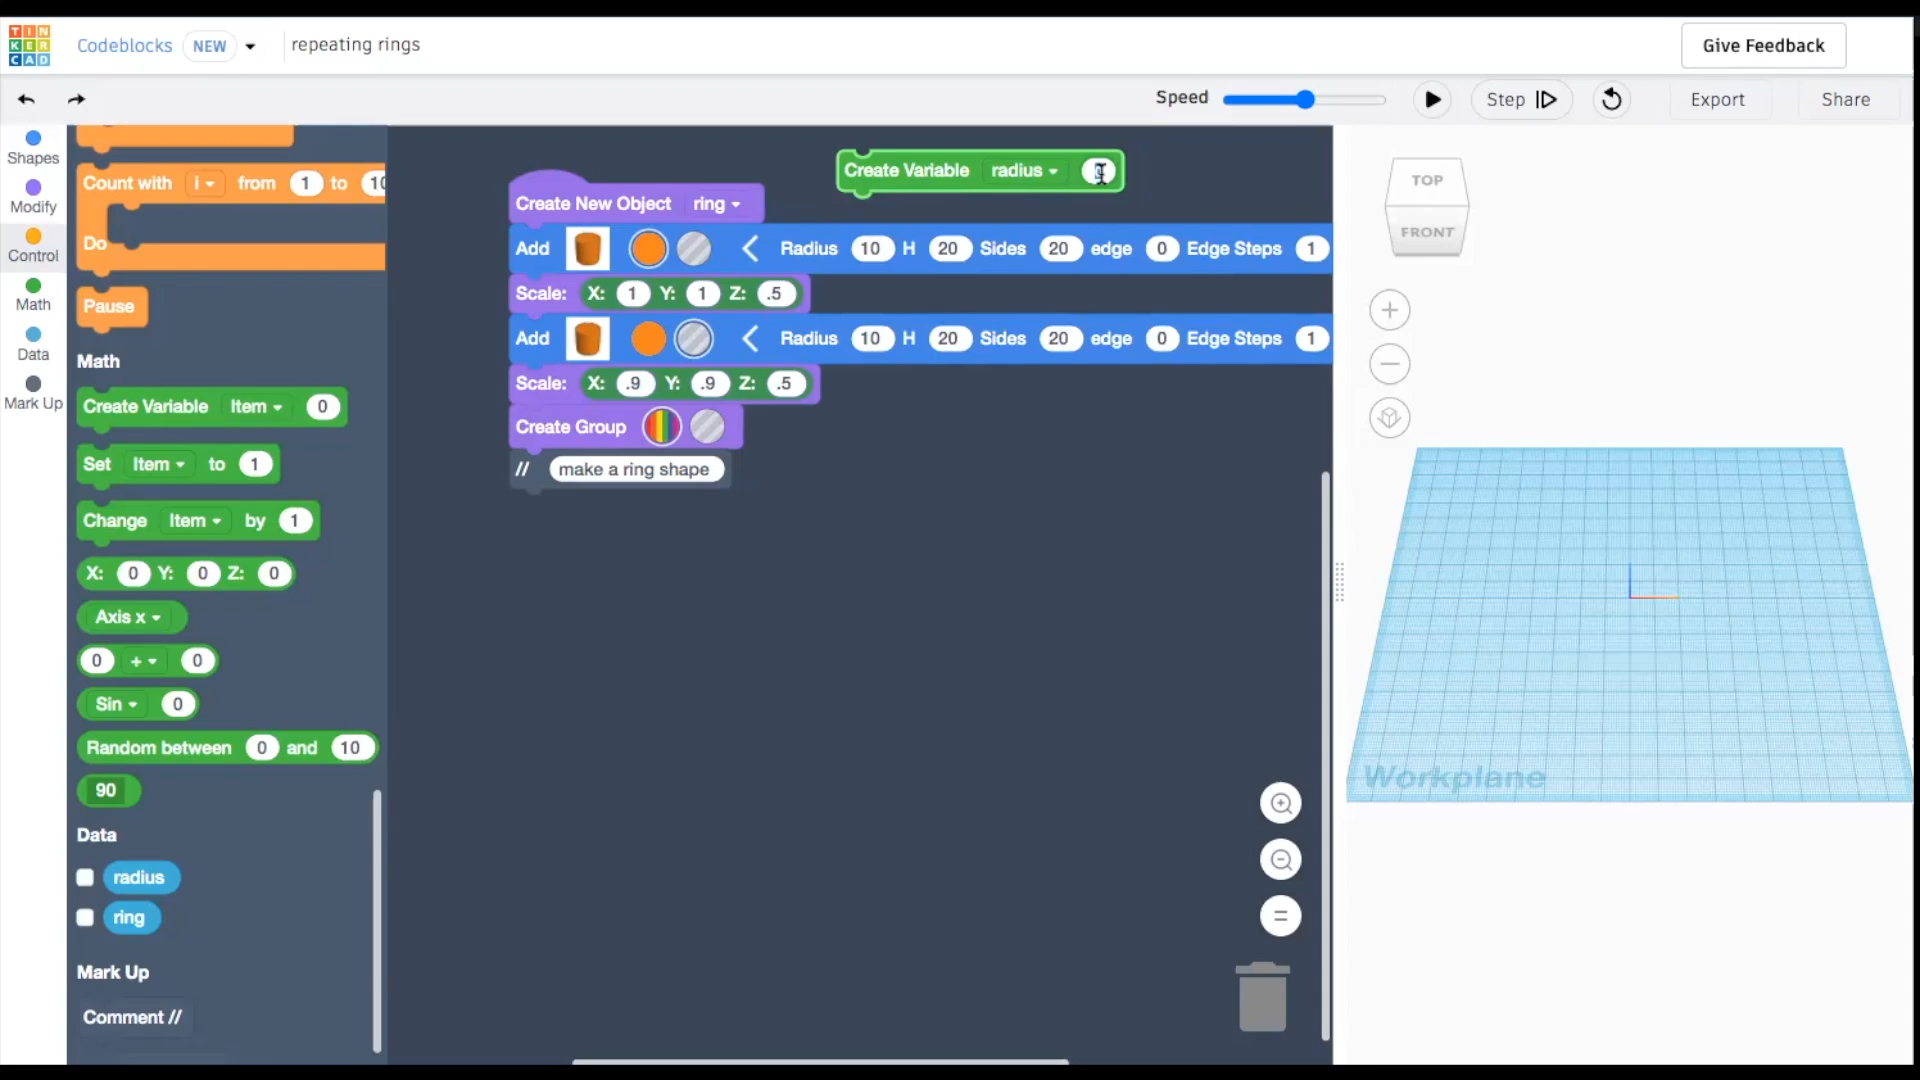 TIN
KER
CAD
Codeblocks NEW repeating rings Give Feedback
Speed Step Export Share
Shapes
Modify
Control
Math
Data
Mark Up
Count with i from 1 to 10
Do
Pause
Math
Create Variable Item 0
Set Item to 1
Change Item by 1
X: 0 Y: 0 Z: 0
Axis x
0 + 0
Sin 0
Random between 0 and 10
90
Data
radius
ring
Mark Up
Comment //
Create Variable radius
Create New Object ring
Add Radius 10 H 20 Sides 20 edge 0 Edge Steps 1
Scale: X: 1 Y: 1 Z: .5
Add Radius 10 H 20 Sides 20 edge 0 Edge Steps 1
Scale: X: .9 Y: .9 Z: .5
Create Group
// make a ring shape
TOP
FRONT
Workplane